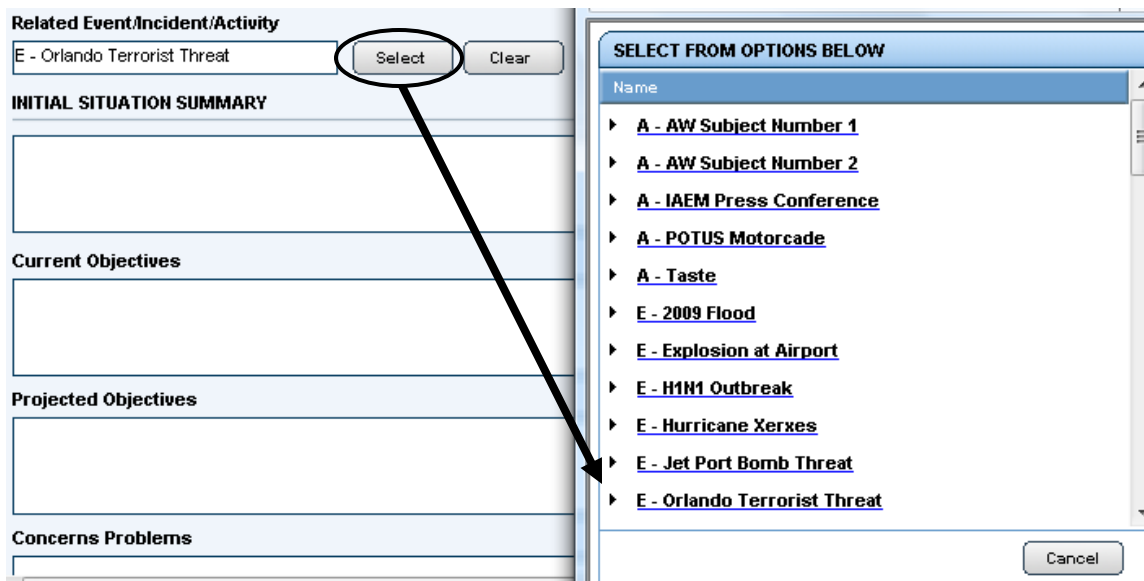 Related Event/Incident/Activity
E - Orlando Terrorist Threat
Select
Clear
INITIAL SITUATION SUMMARY
Current Objectives
Projected Objectives
Concerns Problems
SELECT FROM OPTIONS BELOW
Name
A - AW Subject Number 1
A - AW Subject Number 2
A - IAEM Press Conference
A - POTUS Motorcade
A - Taste
E - 2009 Flood
E - Explosion at Airport
E - H1N1 Outbreak
E - Hurricane Xerxes
E - Jet Port Bomb Threat
E - Orlando Terrorist Threat
Cancel